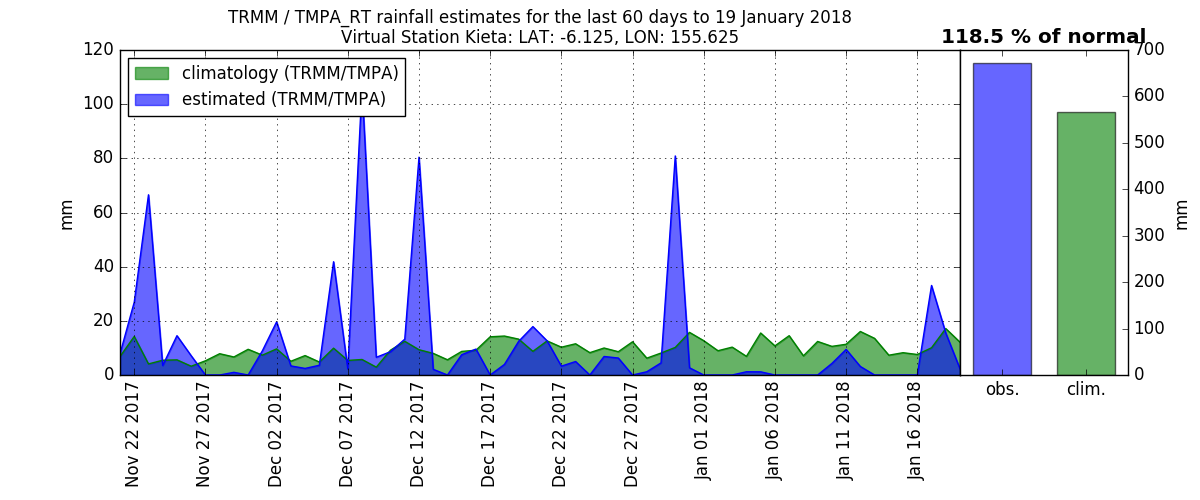 TRMM / TMPA_RT rainfall estimates for the last 60 days to 19 January 2018
Virtual Station Kieta: LAT: -6.125, LON: 155.625
118.5 % of normal
climatology (TRMM/TMPA)
estimated (TRMM/TMPA)
mm
120
100
80
60
40
20
0
Nov 22 2017
Nov 27 2017
Dec 02 2017
Dec 07 2017
Dec 12 2017
Dec 17 2017
Dec 22 2017
Dec 27 2017
Jan 01 2018
Jan 06 2018
Jan 11 2018
Jan 16 2018
obs.
clim.
700
600
500
400
300
200
100
0
mm